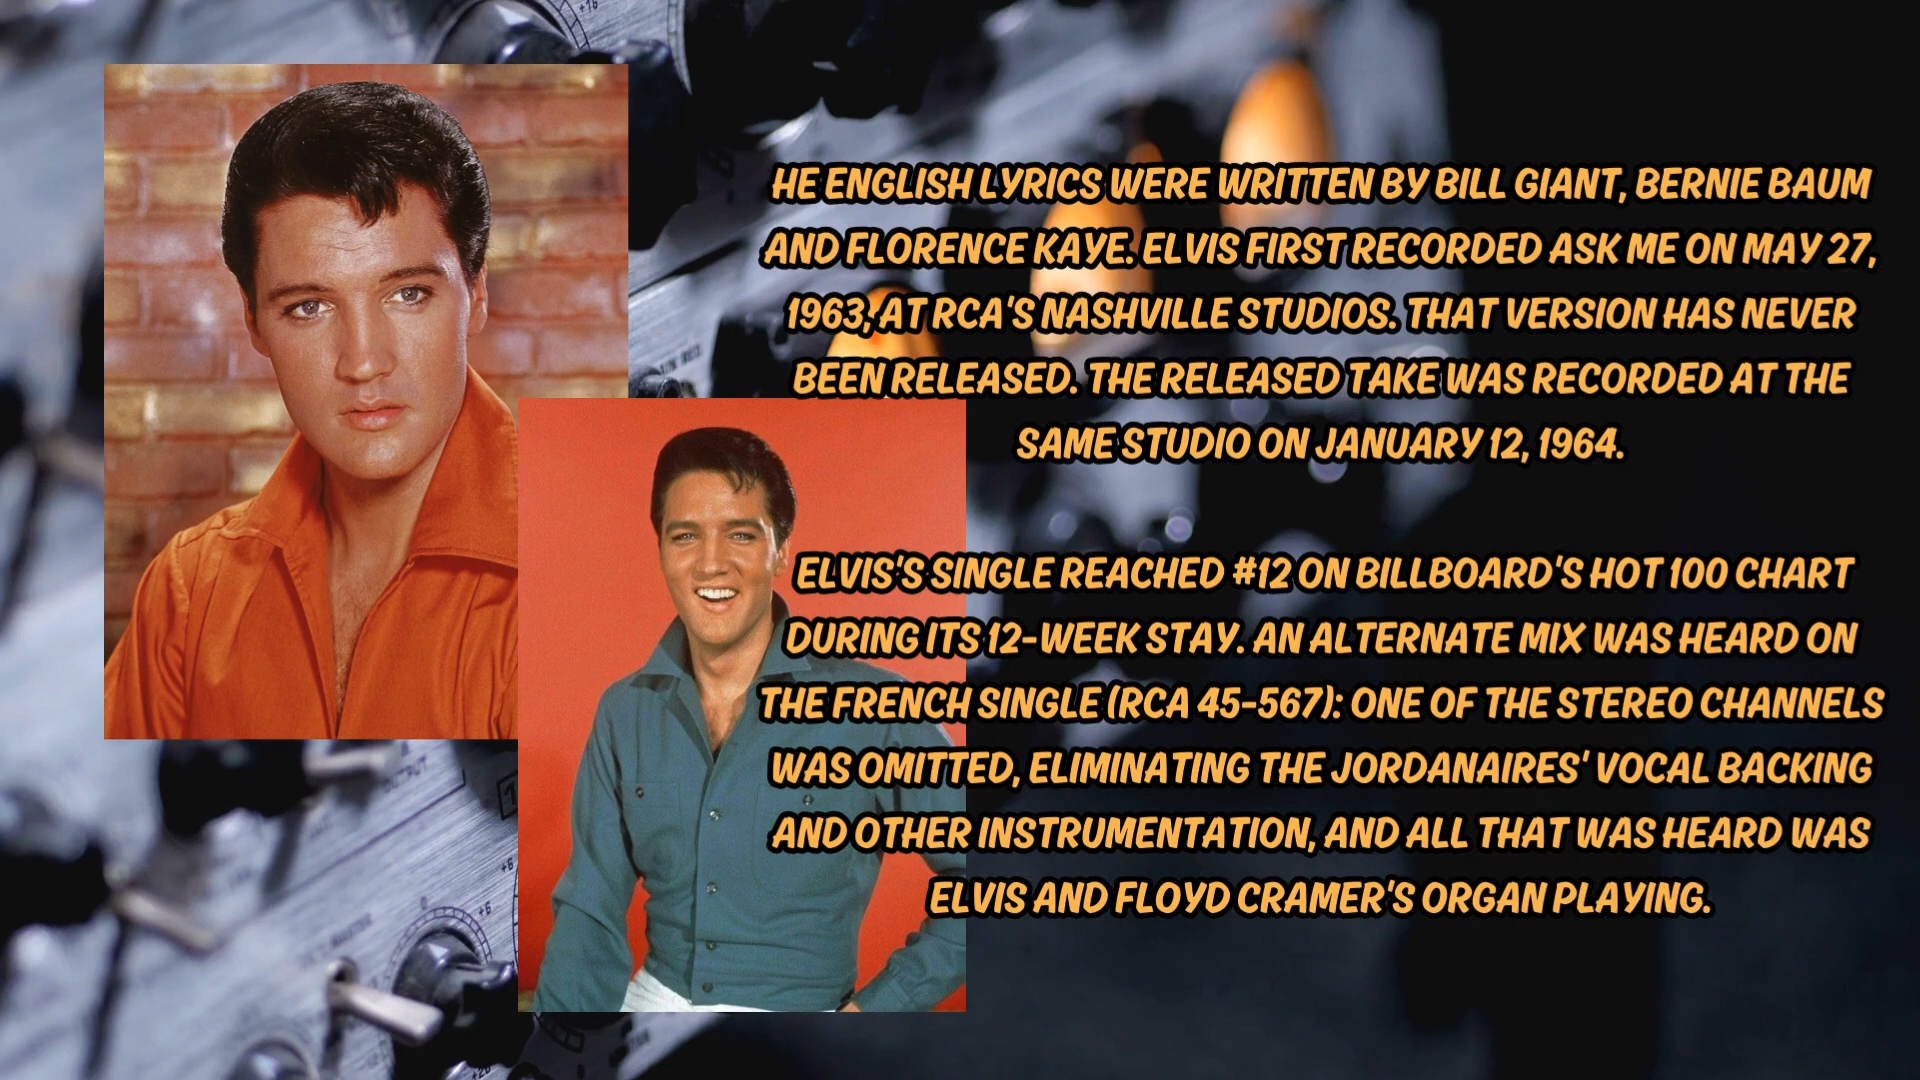 HE ENGLISH LYRICS WERE WRITTEN BY BILL GIANT, BERNIE BAUM
AND FLORENCE KAYE. ELVIS FIRST RECORDED ASK ME ON MAY 27,
1963, AT RCA'S NASHVILLE STUDIOS. THAT VERSION HAS NEVER
BEEN RELEASED. THE RELEASED TAKE WAS RECORDED AT THE
SAME STUDIO ON JANUARY 12, 1964.
ELVIS'S SINGLE REACHED #12 ON BILLBOARD'S HOT 100 CHART
DURING ITS 12-WEEK STAY. AN ALTERNATE MIX WAS HEARD ON
THE FRENCH SINGLE (RCA 45-567): ONE OF THE STEREO CHANNELS
WAS OMITTED, ELIMINATING THE JORDANAIRES' VOCAL BACKING
AND OTHER INSTRUMENTATION, AND ALL THAT WAS HEARD WAS
ELVIS AND FLOYD CRAMER'S ORGAN PLAYING.
OUTPUT
+6
0
+6